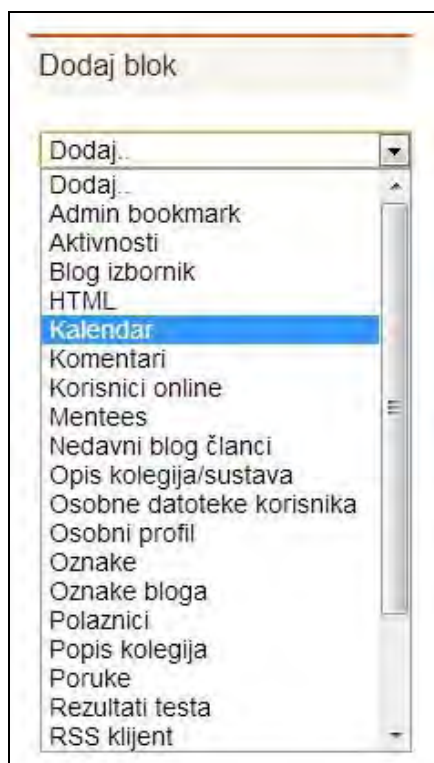 Dodaj blok
Dodaj..
Dodaj..
Admin bookmark
Aktivnosti
Blog izbornik
HTML
Kalendar
Komentari
Korisnici online
Mentees
Nedavni blog članci
Opis kolegija/sustava
Osobne datoteke korisnika
Osobni profil
Oznake
Oznake bloga
Polaznici
Popis kolegija
Poruke
Rezultati testa
RSS klijent